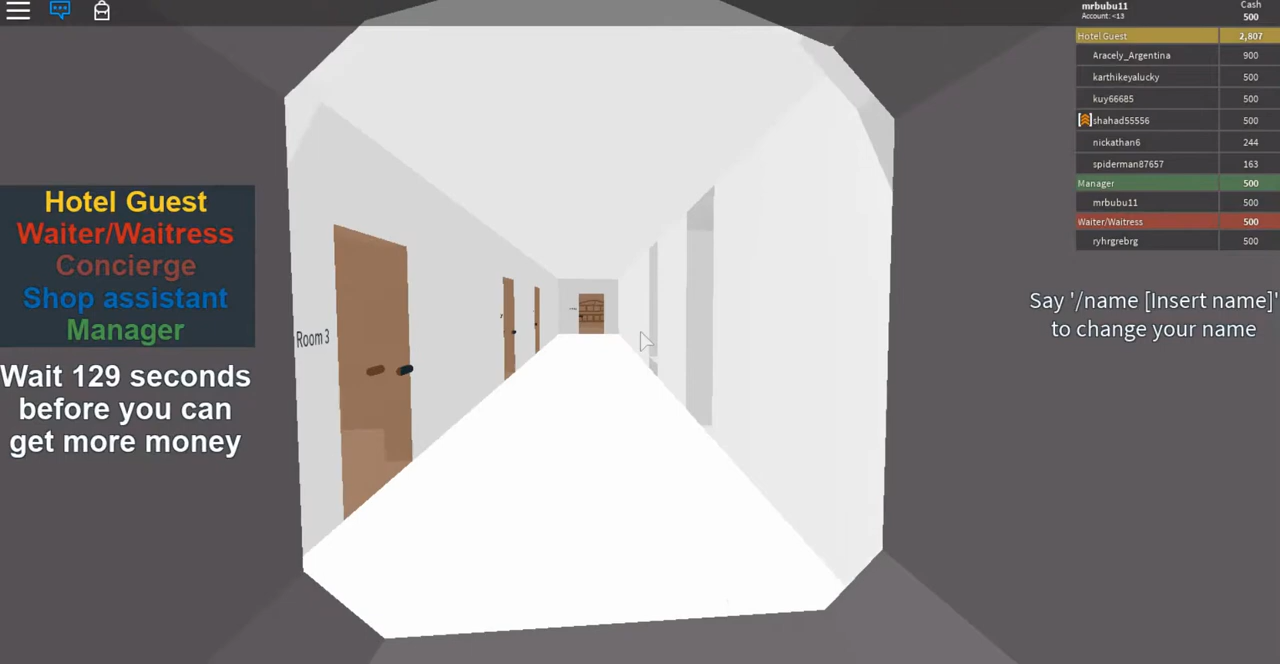 mrbubu11
Account: <13
Cash
500
Hotel Guest 2,807
Aracely_Argentina 900
karthikeyalucky 500
kuy66685 500
shahad55556 500
nickathan6 244
spiderman87657 163
Manager 500
mrbubu11 500
Waiter/Waitress 500
ryhrgrebrg 500
Hotel Guest
Waiter/Waitress
Concierge
Shop assistant
Manager
Wait 129 seconds
before you can
get more money
Room 3
Say '/name [Insert name]'
to change your name